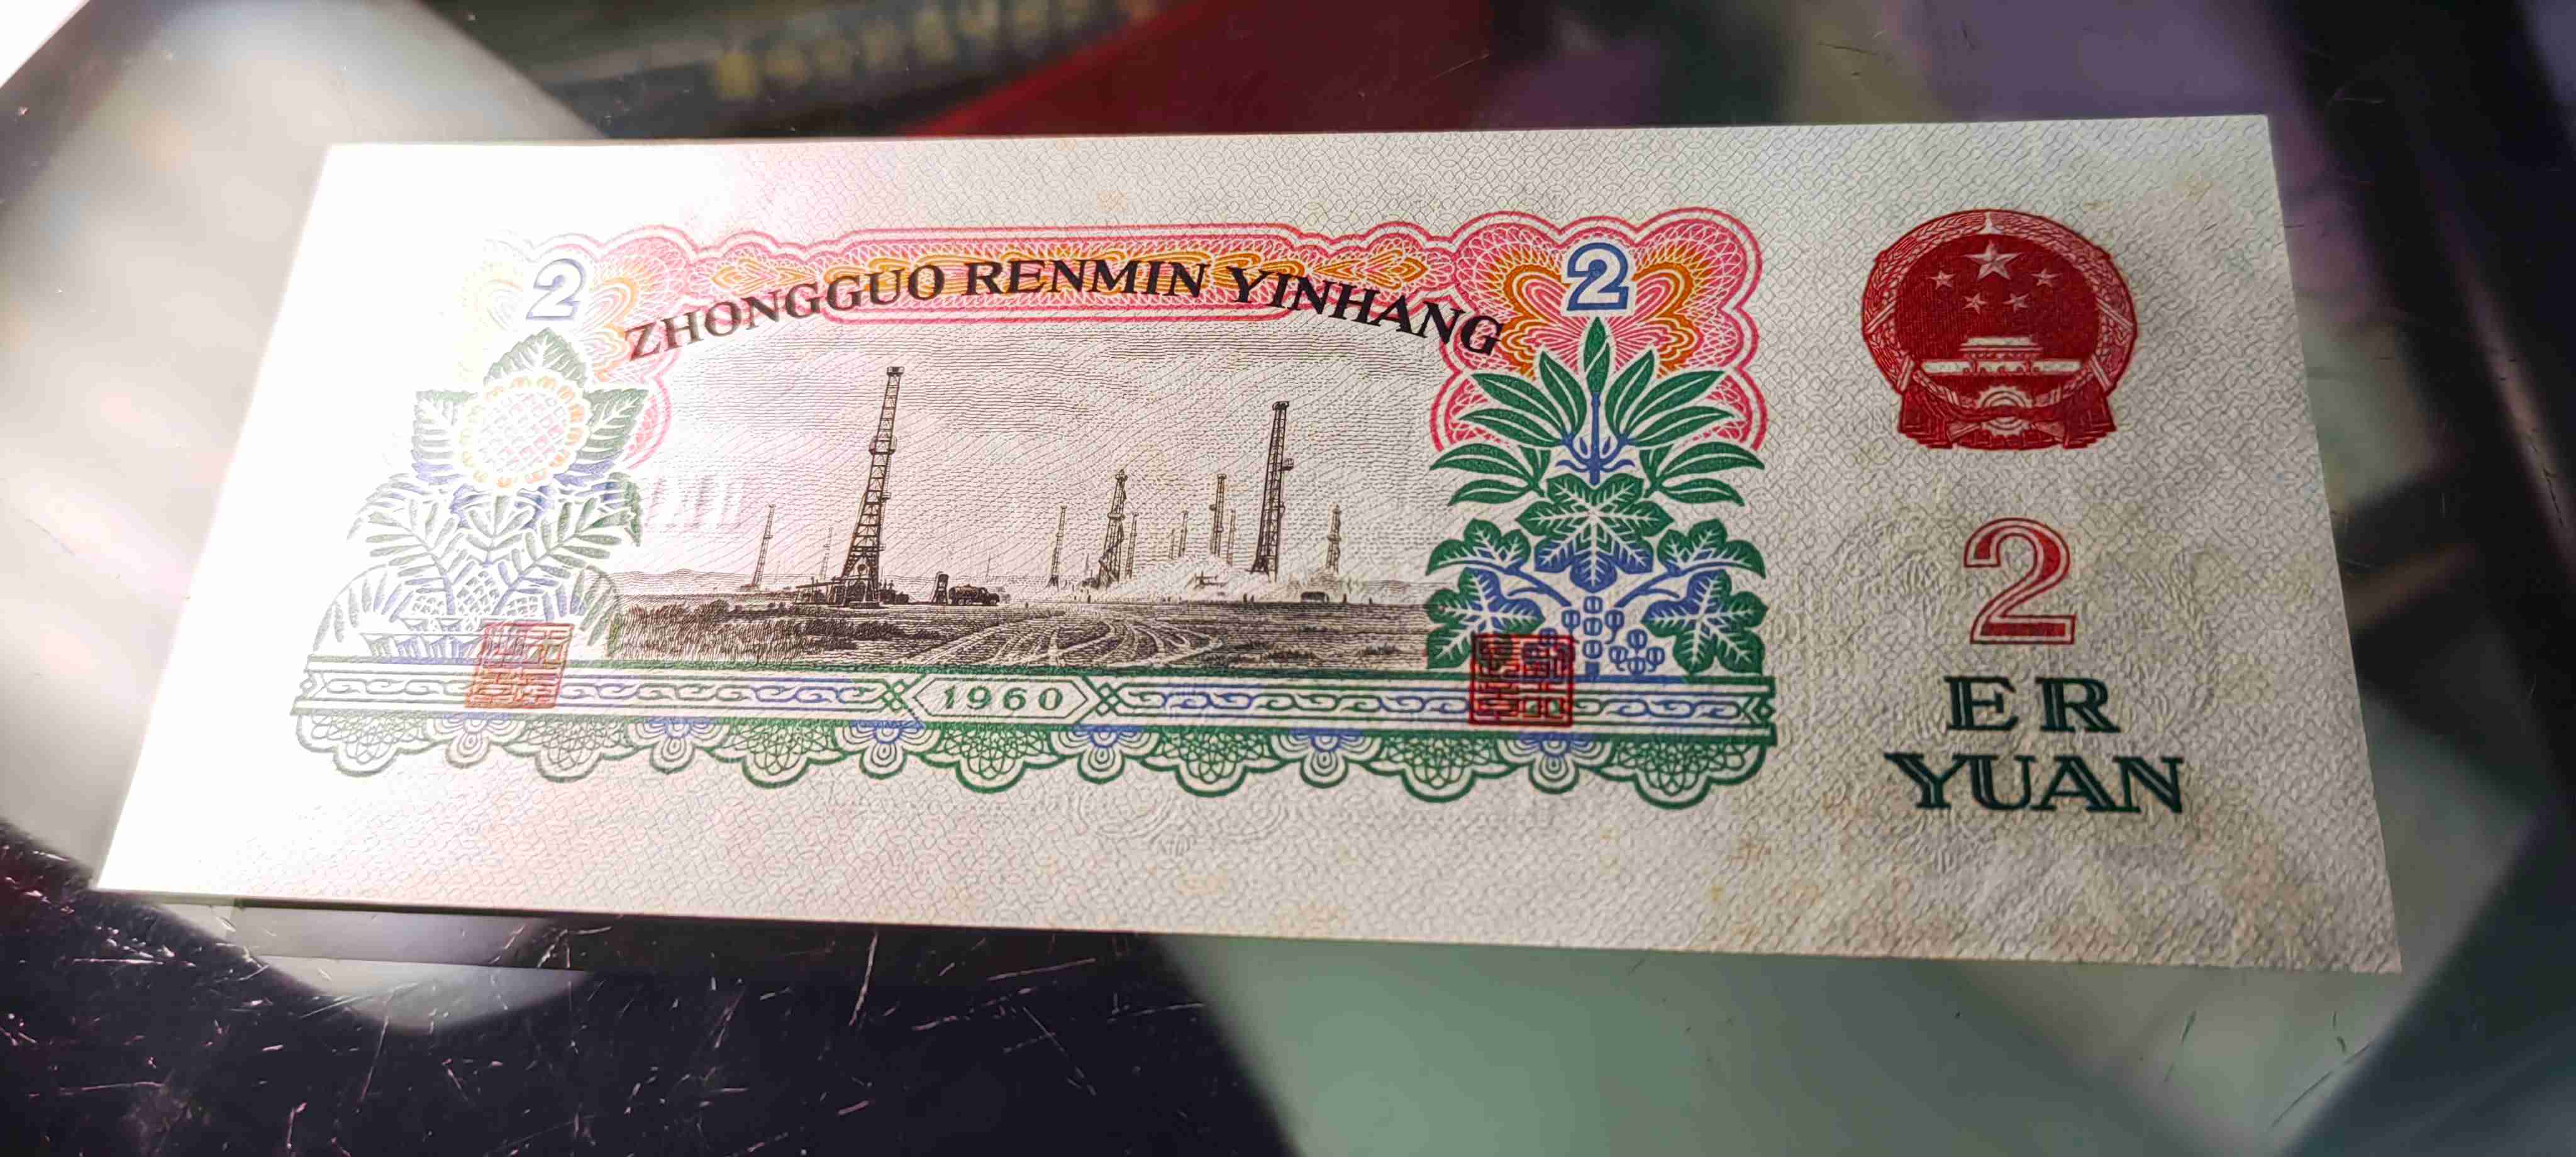 2
2
ZHONGGUO RENMIN YINHANG
1960
2
ER
YUAN